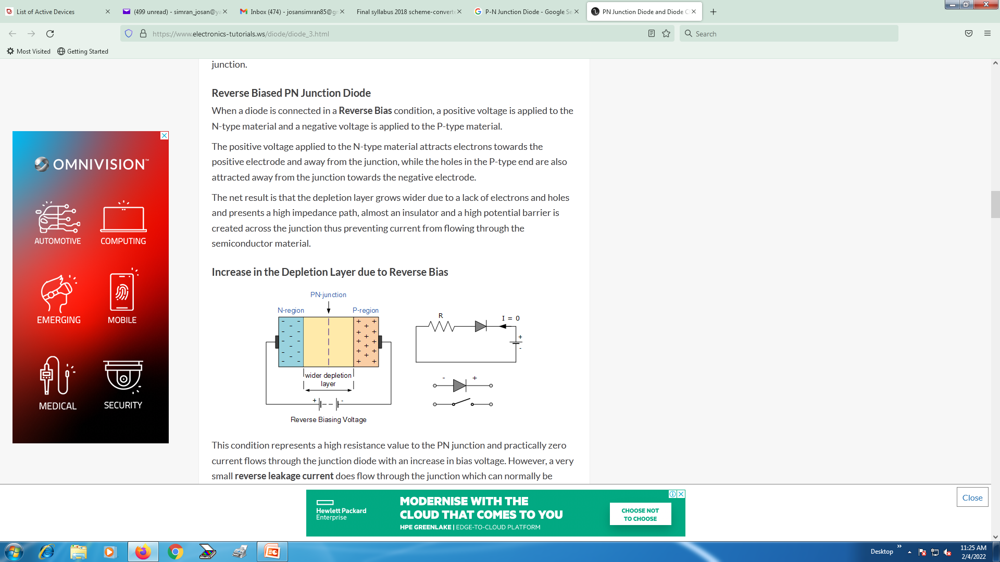 List of Active Devices
(499 unread) - simran_josan@ya
Inbox (474) - josansimran85@gm
Final syllabus 2018 scheme-converte
P-N Junction Diode - Google Se
PN Junction Diode and Diode C
https://www.electronics-tutorials.ws/diode/diode_3.html
Search
Most Visited
Getting Started
junction.
Reverse Biased PN Junction Diode
When a diode is connected in a Reverse Bias condition, a positive voltage is applied to the
N-type material and a negative voltage is applied to the P-type material.
The positive voltage applied to the N-type material attracts electrons towards the
positive electrode and away from the junction, while the holes in the P-type end are also
attracted away from the junction towards the negative electrode.
The net result is that the depletion layer grows wider due to a lack of electrons and holes
and presents a high impedance path, almost an insulator and a high potential barrier is
created across the junction thus preventing current from flowing through the
semiconductor material.
Increase in the Depletion Layer due to Reverse Bias
PN-junction
N-region
P-region
wider depletion
layer
+ -
Reverse Biasing Voltage
R
I = 0
+
-
- +
This condition represents a high resistance value to the PN junction and practically zero
current flows through the junction diode with an increase in bias voltage. However, a very
small reverse leakage current does flow through the junction which can normally be
OMNIVISION™
AUTOMOTIVE
COMPUTING
EMERGING
MOBILE
MEDICAL
SECURITY
Close
Hewlett Packard
Enterprise
MODERNISE WITH THE
CLOUD THAT COMES TO YOU
HPE GREENLAKE | EDGE-TO-CLOUD PLATFORM
CHOOSE NOT
TO CHOOSE
Desktop
11:25 AM
2/4/2022